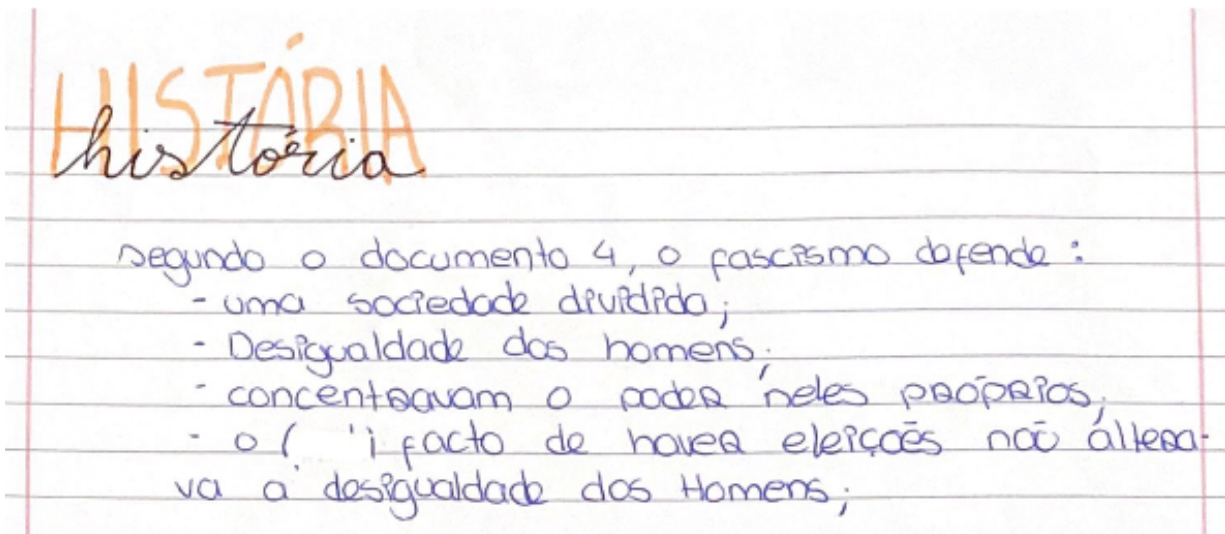 HISTÓRIA
história
segundo o documento 4, o fascismo defende:
- uma sociedade dividida;
- Desigualdade dos homens;
- concentravam o poder neles próprios;
- o facto de haver eleições não altera-
va a desigualdade dos Homens;